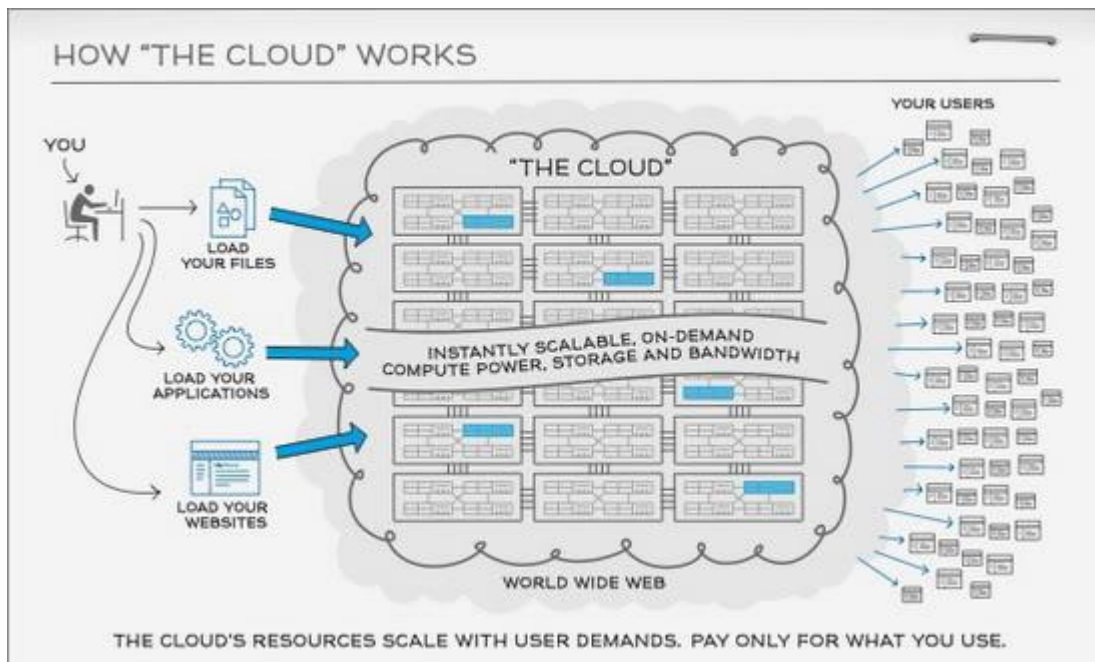 HOW "THE CLOUD" WORKS
YOUR USERS
YOU
"THE CLOUD"
LOAD
YOUR FILES
INSTANTLY SCALABLE, ON-DEMAND
COMPUTE POWER, STORAGE AND BANDWIDTH
LOAD YOUR
APPLICATIONS
LOAD YOUR
WEBSITES
WORLD WIDE WEB
THE CLOUD'S RESOURCES SCALE WITH USER DEMANDS. PAY ONLY FOR WHAT YOU USE.